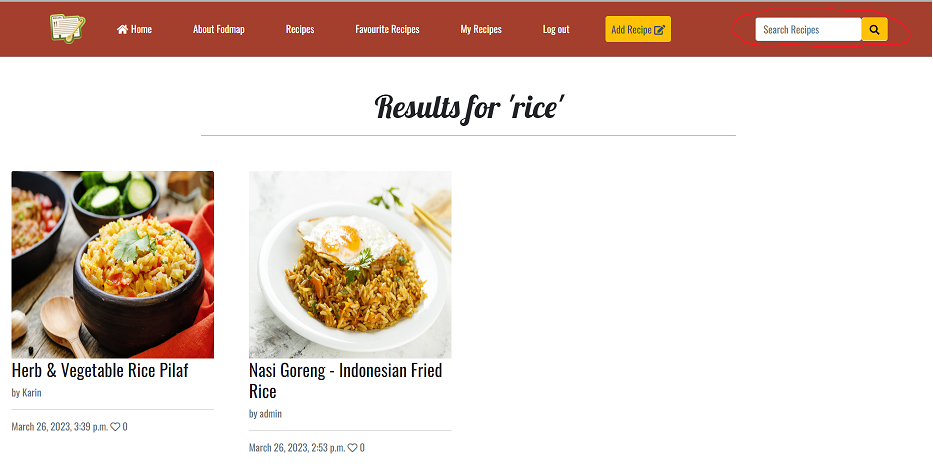 Home About Fodmap Recipes Favourite Recipes My Recipes Log out Add Recipe Search Recipes
Results for 'rice'
Herb & Vegetable Rice Pilaf
by Karin
March 26, 2023, 3:39 p.m. 0
Nasi Goreng - Indonesian Fried
Rice
by admin
March 26, 2023, 2:53 p.m. 0